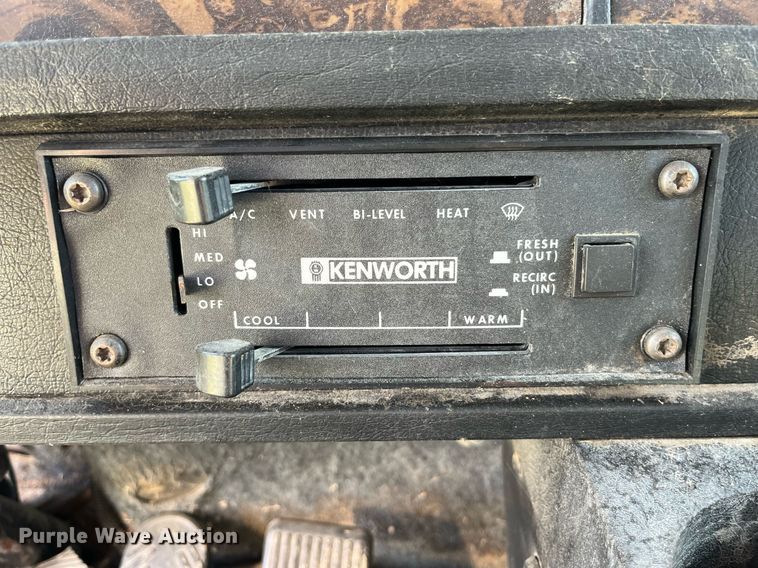 A/C VENT BI-LEVEL HEAT
HI
MED
LO
OFF
KENWORTH
FRESH
(OUT)
RECIRC
(IN)
COOL WARM
Purple Wave Auction